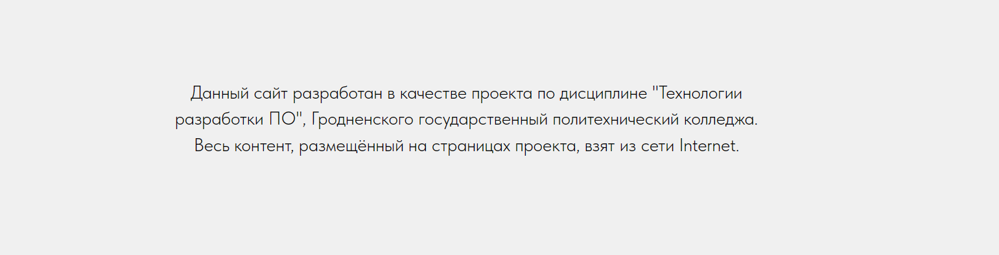 Данный сайт разработан в качестве проекта по дисциплине "Технологии
разработки ПО", Гродненского государственный политехнический колледжа.
Весь контент, размещённый на страницах проекта, взят из сети Internet.